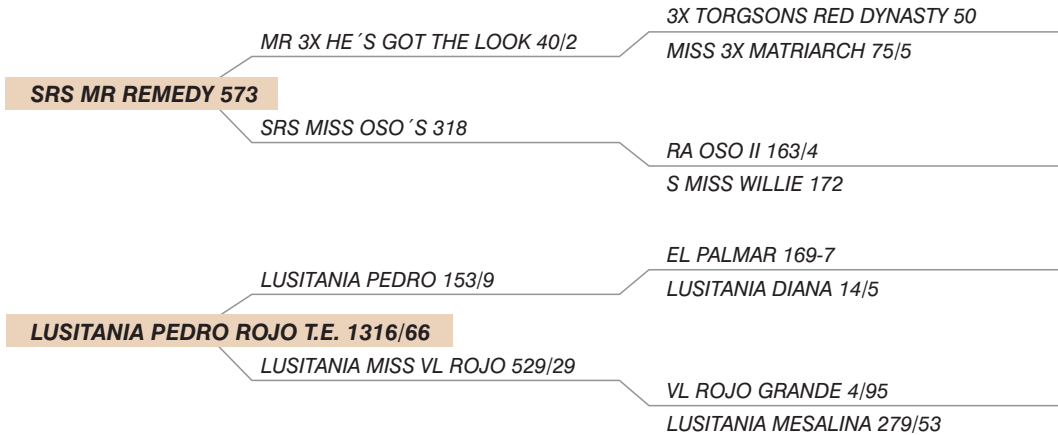 3X TORGSONS RED DYNASTY 50
MR 3X HE´S GOT THE LOOK 40/2
MISS 3X MATRIARCH 75/5
SRS MR REMEDY 573
SRS MISS OSO´S 318
RA OSO II 163/4
S MISS WILLIE 172
EL PALMAR 169-7
LUSITANIA PEDRO 153/9
LUSITANIA DIANA 14/5
LUSITANIA PEDRO ROJO T.E. 1316/66
LUSITANIA MISS VL ROJO 529/29
VL ROJO GRANDE 4/95
LUSITANIA MESALINA 279/53